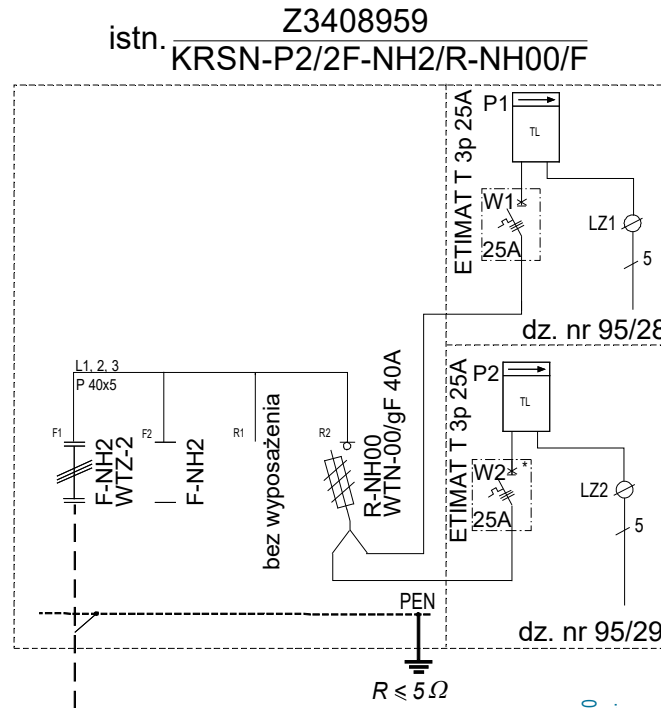 Z3408959
istn.
KRSN-P2/2F-NH2/R-NH00/F
ETIMAT T 3p 25A
P1
TL
W1
25A
LZ1
5
dz. nr 95/28
L1, 2, 3
P 40x5
F1
F-NH2
WTZ-2
F2
F-NH2
R1
bez wyposażenia
R2
R-NH00
WTN-00/gF 40A
ETIMAT T 3p 25A
P2
TL
W2
*
25A
LZ2
5
PEN
dz. nr 95/29
R ⩽ 5 Ω
0